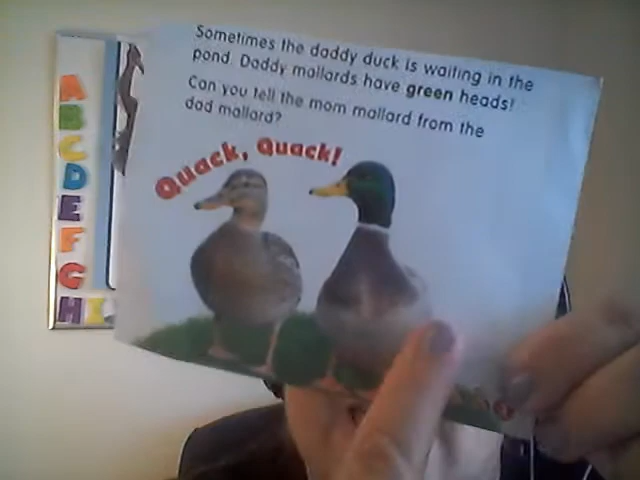 Sometimes the daddy duck is waiting in the
pond. Daddy mallards have green heads!
Can you tell the mom mallard from the
dad mallard?
Quack, Quack!
A
B
C
D
E
F
G
H I